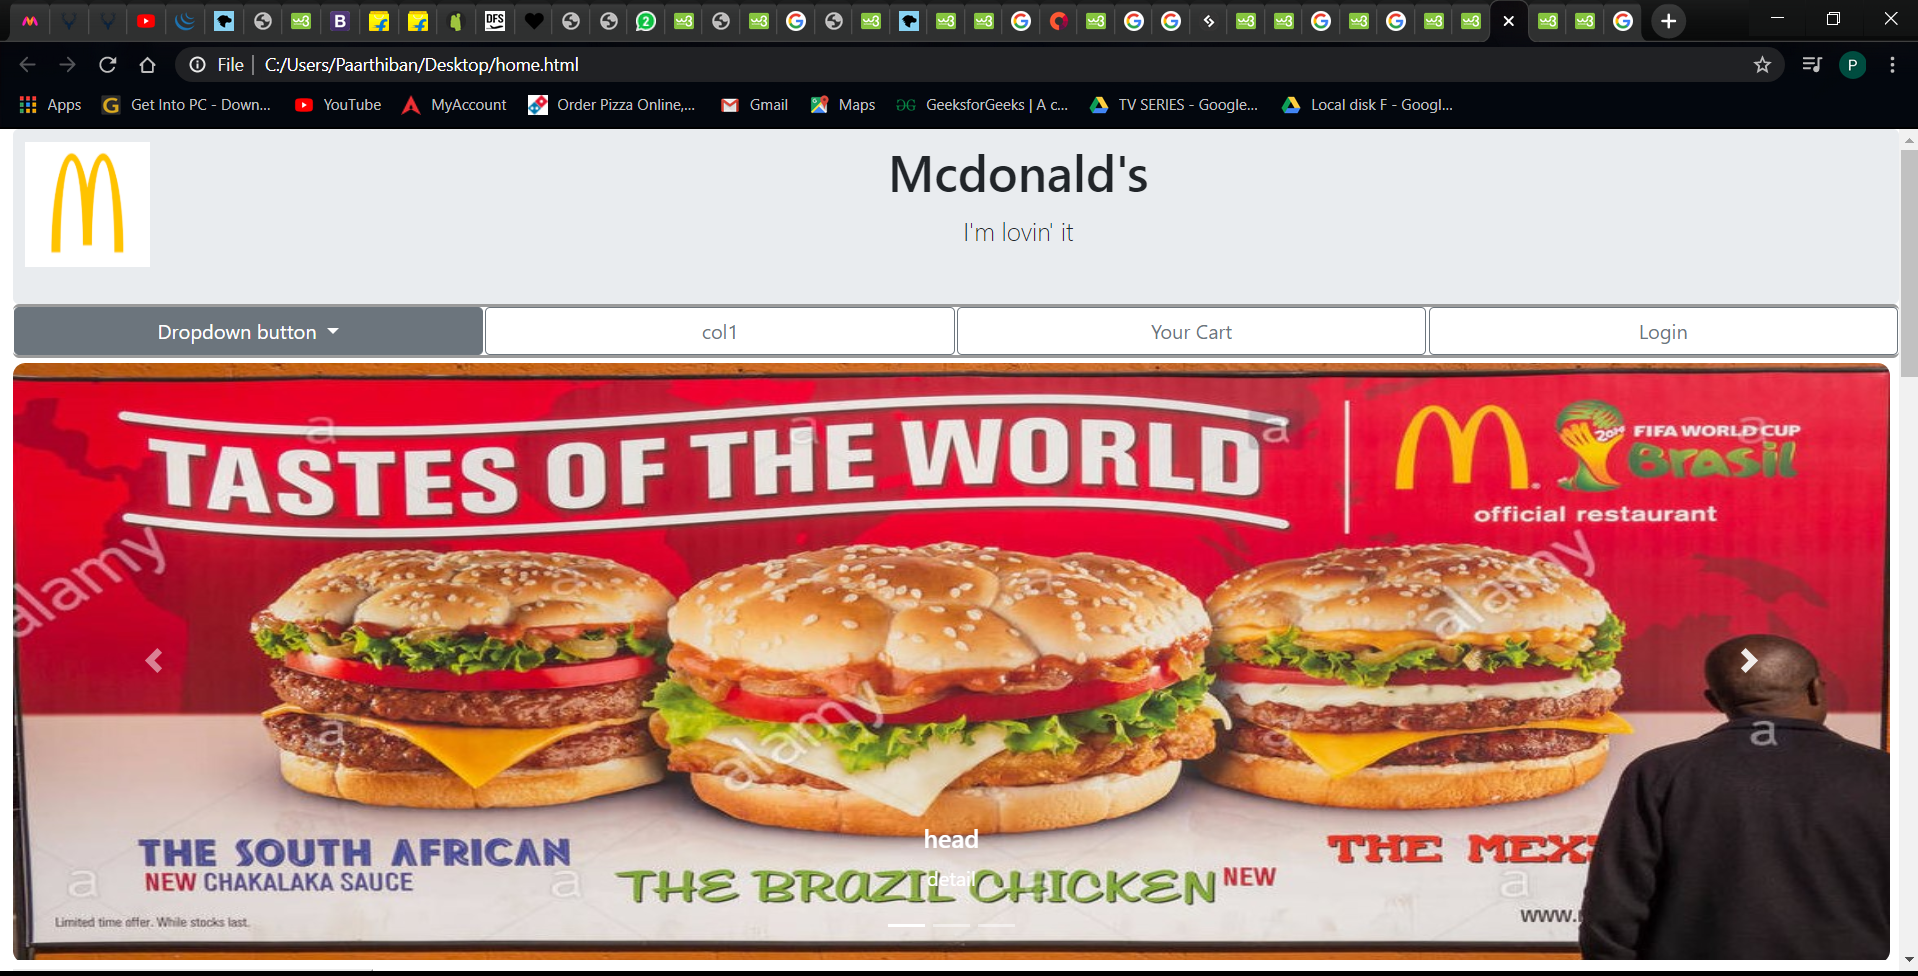 File | C:/Users/Paarthiban/Desktop/home.html
P
Apps
Get Into PC - Down...
YouTube
MyAccount
Order Pizza Online,...
Gmail
Maps
GeeksforGeeks | A c...
TV SERIES - Google...
Local disk F - Googl...
Mcdonald's
I'm lovin' it
Dropdown button
col1
Your Cart
Login
TASTES OF THE WORLD
2014 FIFA WORLD CUP
Brasil
official restaurant
alamy
alamy
alamy
head
detail
THE SOUTH AFRICAN
NEW CHAKALAKA SAUCE
THE BRAZIL CHICKEN NEW
THE MEX
Limited time offer. While stocks last.
www.